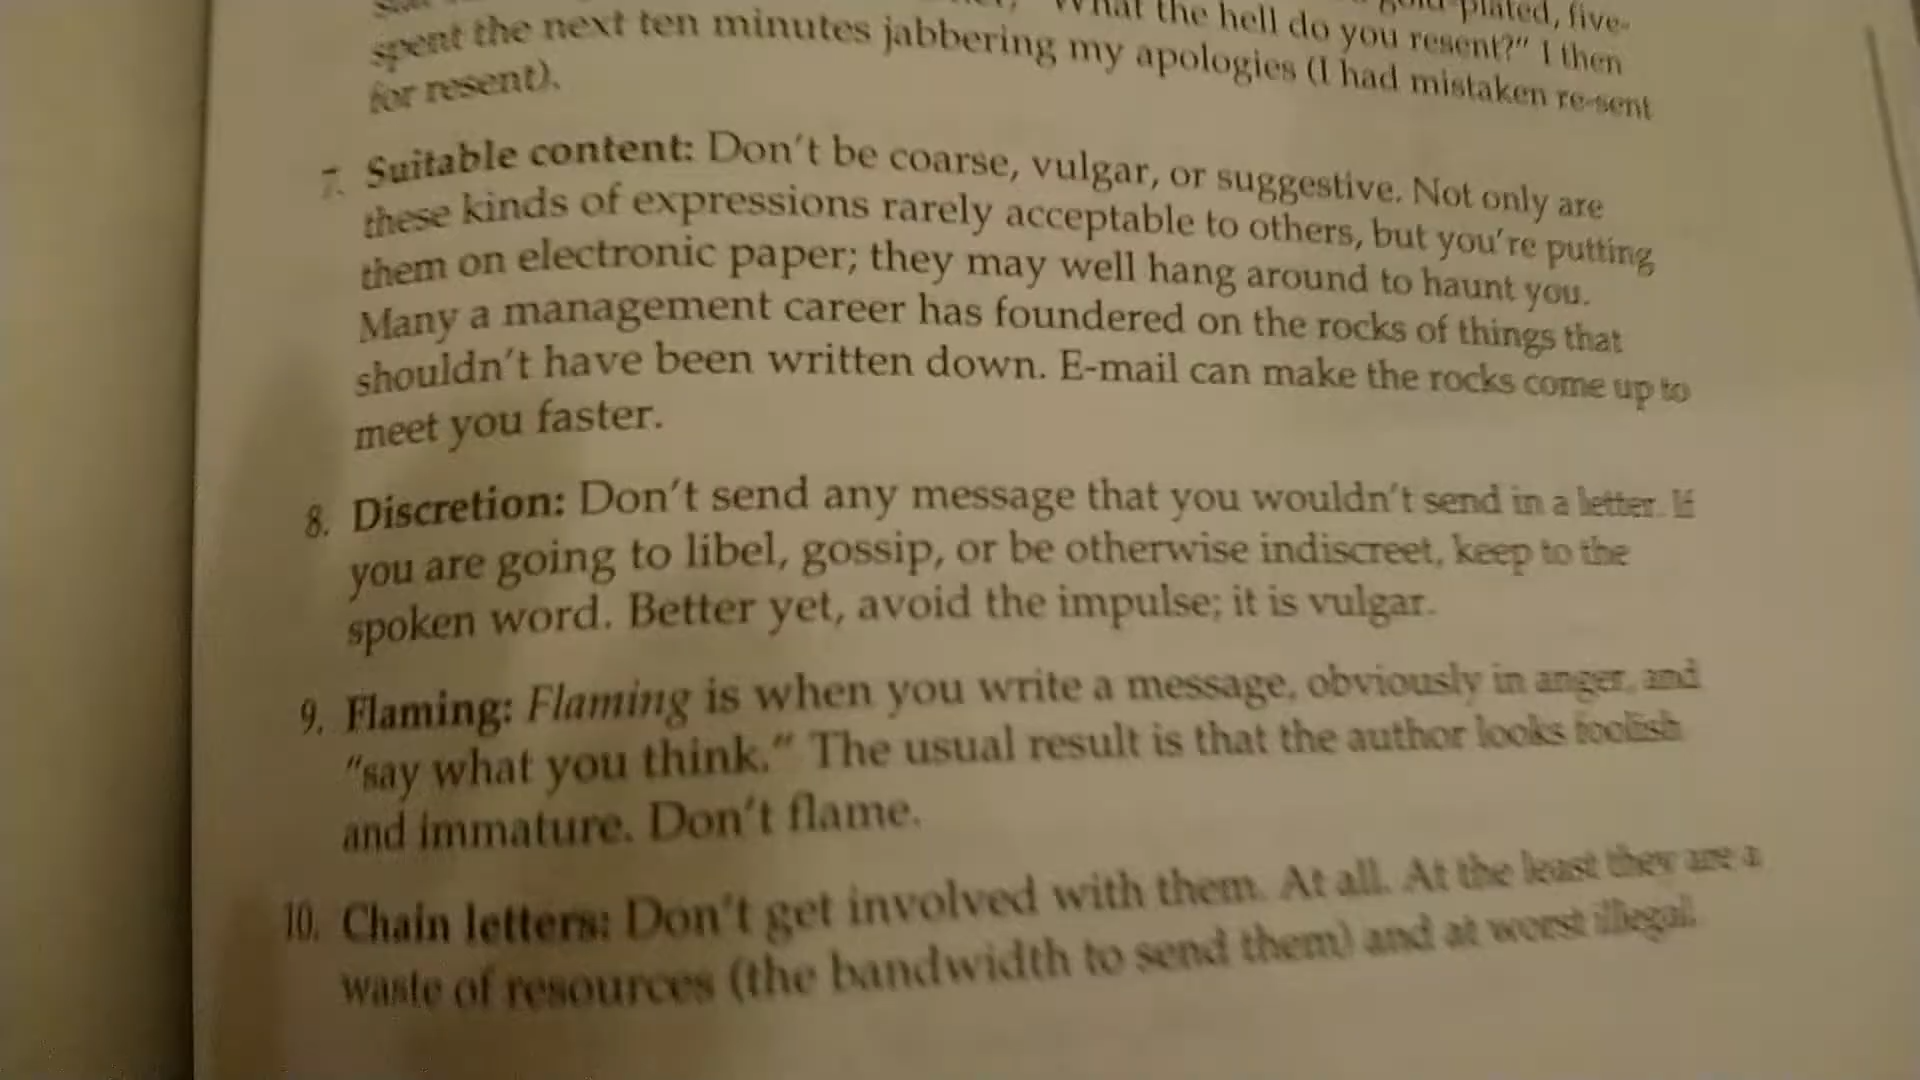 gold-plated, five-
"What the hell do you resent?" I then
spent the next ten minutes jabbering my apologies (I had mistaken re-sent
for resent).
7. Suitable content: Don't be coarse, vulgar, or suggestive. Not only are
these kinds of expressions rarely acceptable to others, but you're putting
them on electronic paper; they may well hang around to haunt you.
Many a management career has foundered on the rocks of things that
shouldn't have been written down. E-mail can make the rocks come up to
meet you faster.
8. Discretion: Don't send any message that you wouldn't send in a letter. If
you are going to libel, gossip, or be otherwise indiscreet, keep to the
spoken word. Better yet, avoid the impulse; it is vulgar.
9. Flaming: Flaming is when you write a message, obviously in anger, and
"say what you think." The usual result is that the author looks foolish
and immature. Don't flame.
10. Chain letters: Don't get involved with them. At all. At the least they are a
waste of resources (the bandwidth to send them) and at worst illegal.